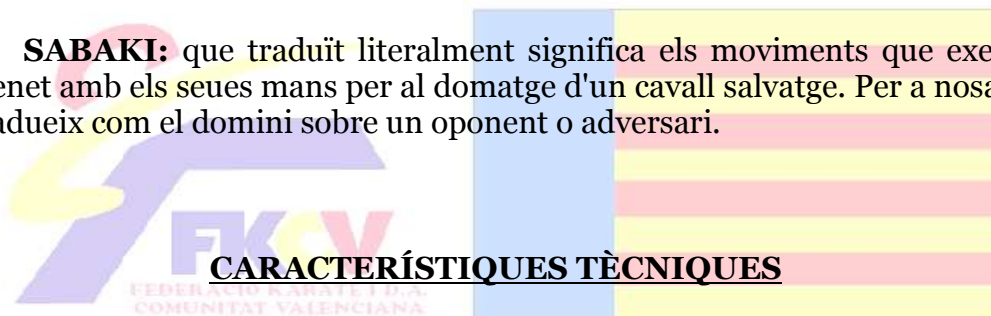 SABAKI: que traduït literalment significa els moviments que exe
enet amb els seues mans per al domatge d'un cavall salvatge. Per a nosa
adueix com el domini sobre un oponent o adversari.
FKCV
CARACTERÍSTIQUES TÈCNIQUES
FEDERACIÓ KARATE I D.A.
COMUNITAT VALENCIANA